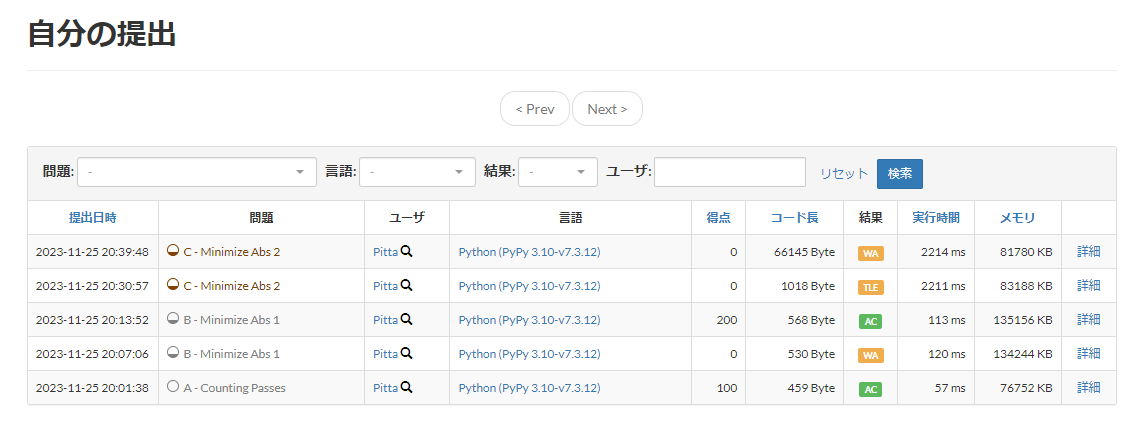 自分の提出
< Prev Next >
問題: - 言語: - 結果: - ユーザ: リセット 検索
提出日時 問題 ユーザ 言語 得点 コード長 結果 実行時間 メモリ
2023-11-25 20:39:48 C - Minimize Abs 2 Pitta Python (PyPy 3.10-v7.3.12) 0 66145 Byte WA 2214 ms 81780 KB 詳細
2023-11-25 20:30:57 C - Minimize Abs 2 Pitta Python (PyPy 3.10-v7.3.12) 0 1018 Byte TLE 2211 ms 83188 KB 詳細
2023-11-25 20:13:52 B - Minimize Abs 1 Pitta Python (PyPy 3.10-v7.3.12) 200 568 Byte AC 113 ms 135156 KB 詳細
2023-11-25 20:07:06 B - Minimize Abs 1 Pitta Python (PyPy 3.10-v7.3.12) 0 530 Byte WA 120 ms 134244 KB 詳細
2023-11-25 20:01:38 A - Counting Passes Pitta Python (PyPy 3.10-v7.3.12) 100 459 Byte AC 57 ms 76752 KB 詳細